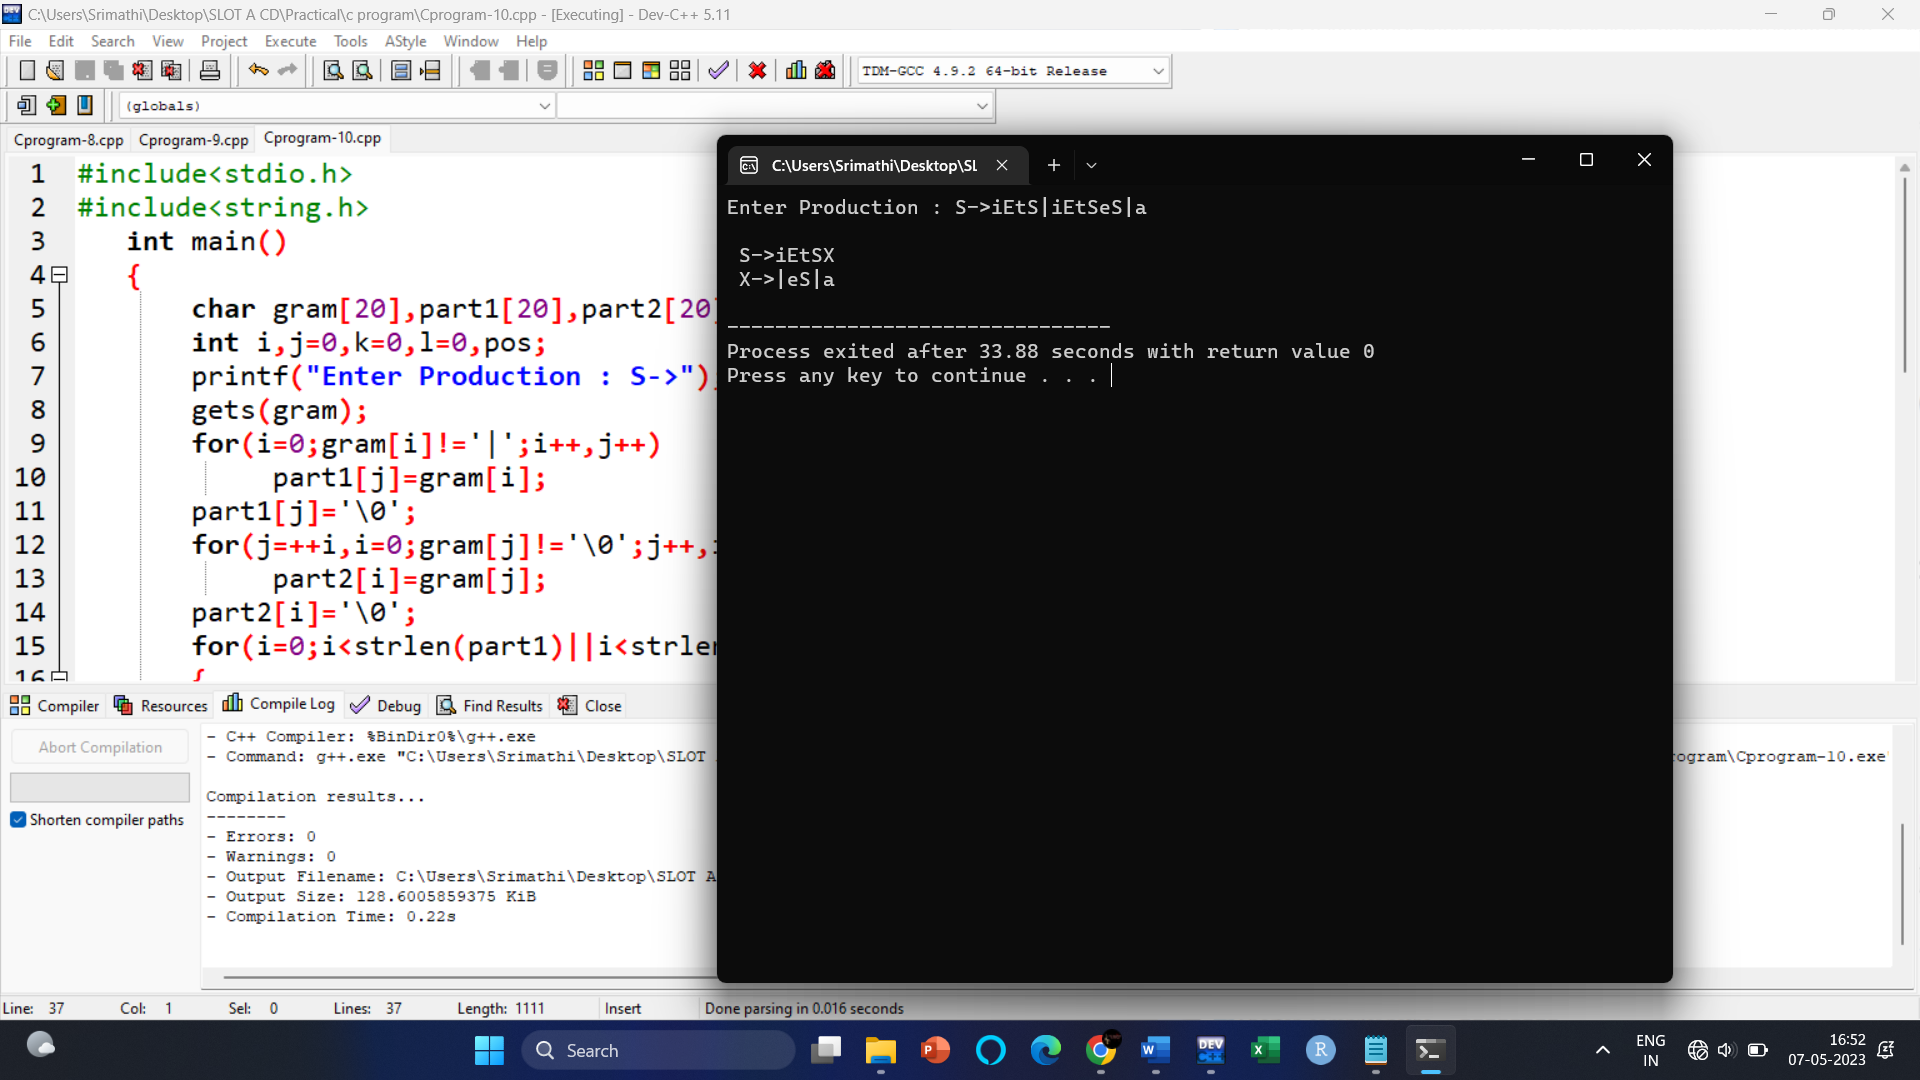 C:\Users\Srimathi\Desktop\SLOT A CD\Practical\c program\Cprogram-10.cpp - [Executing] - Dev-C++ 5.11
File Edit Search View Project Execute Tools AStyle Window Help
TDM-GCC 4.9.2 64-bit Release
(globals)
Cprogram-8.cpp Cprogram-9.cpp Cprogram-10.cpp
1 #include<stdio.h>
2 #include<string.h>
3 int main()
4 {
5 char gram[20],part1[20],part2[20]
6 int i,j=0,k=0,l=0,pos;
7 printf("Enter Production : S->")
8 gets(gram);
9 for(i=0;gram[i]!='|';i++,j++)
10 part1[j]=gram[i];
11 part1[j]='\0';
12 for(j=++i,i=0;gram[j]!='\0';j++,i
13 part2[i]=gram[j];
14 part2[i]='\0';
15 for(i=0;i<strlen(part1)||i<strlen
16 {
C:\Users\Srimathi\Desktop\SL
Enter Production : S->iEtS|iEtSeS|a
S->iEtSX
X->|eS|a
--------------------------------
Process exited after 33.88 seconds with return value 0
Press any key to continue . . .
Compiler Resources Compile Log Debug Find Results Close
Abort Compilation
Shorten compiler paths
- C++ Compiler: %BinDir0%\g++.exe
- Command: g++.exe "C:\Users\Srimathi\Desktop\SLOT ogram\Cprogram-10.exe"
Compilation results...
--------
- Errors: 0
- Warnings: 0
- Output Filename: C:\Users\Srimathi\Desktop\SLOT A
- Output Size: 128.6005859375 KiB
- Compilation Time: 0.22s
Line: 37 Col: 1 Sel: 0 Lines: 37 Length: 1111 Insert Done parsing in 0.016 seconds
Search
DEV C++
ENG
IN
16:52
07-05-2023